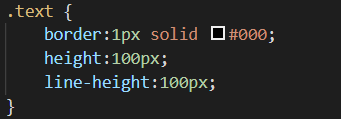 .text {
    border:1px solid #000;
    height:100px;
    line-height:100px;
}